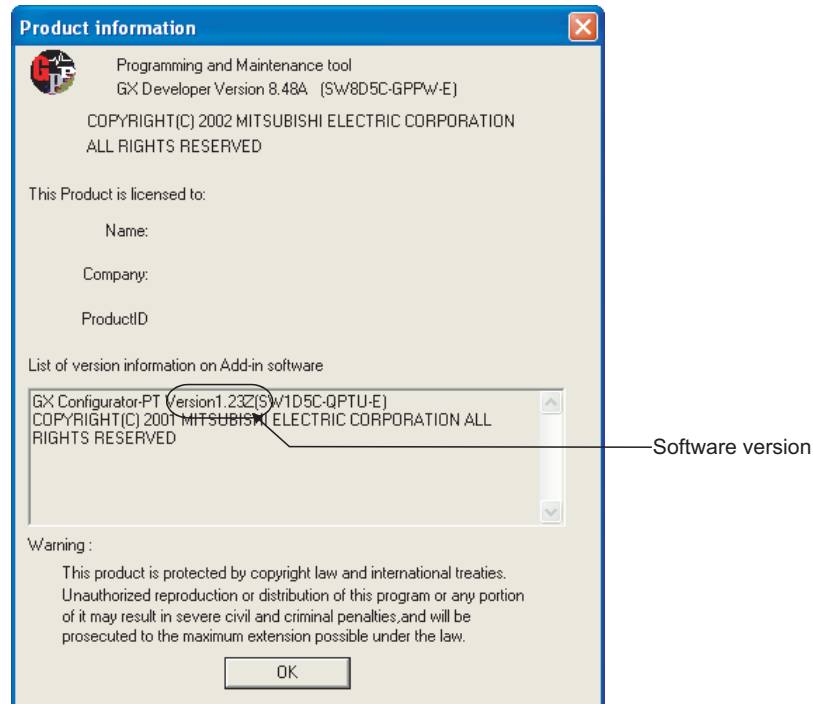 Product information
Programming and Maintenance tool
GX Developer Version 8.48A (SW8D5C-GPPW-E)
COPYRIGHT(C) 2002 MITSUBISHI ELECTRIC CORPORATION
ALL RIGHTS RESERVED
This Product is licensed to:
Name:
Company:
ProductID
List of version information on Add-in software
GX Configurator-PT Version1.23Z(SW1D5C-QPTU-E)
COPYRIGHT(C) 2001 MITSUBISHI ELECTRIC CORPORATION ALL
RIGHTS RESERVED
Software version
Warning :
This product is protected by copyright law and international treaties.
Unauthorized reproduction or distribution of this program or any portion
of it may result in severe civil and criminal penalties,and will be
prosecuted to the maximum extension possible under the law.
OK